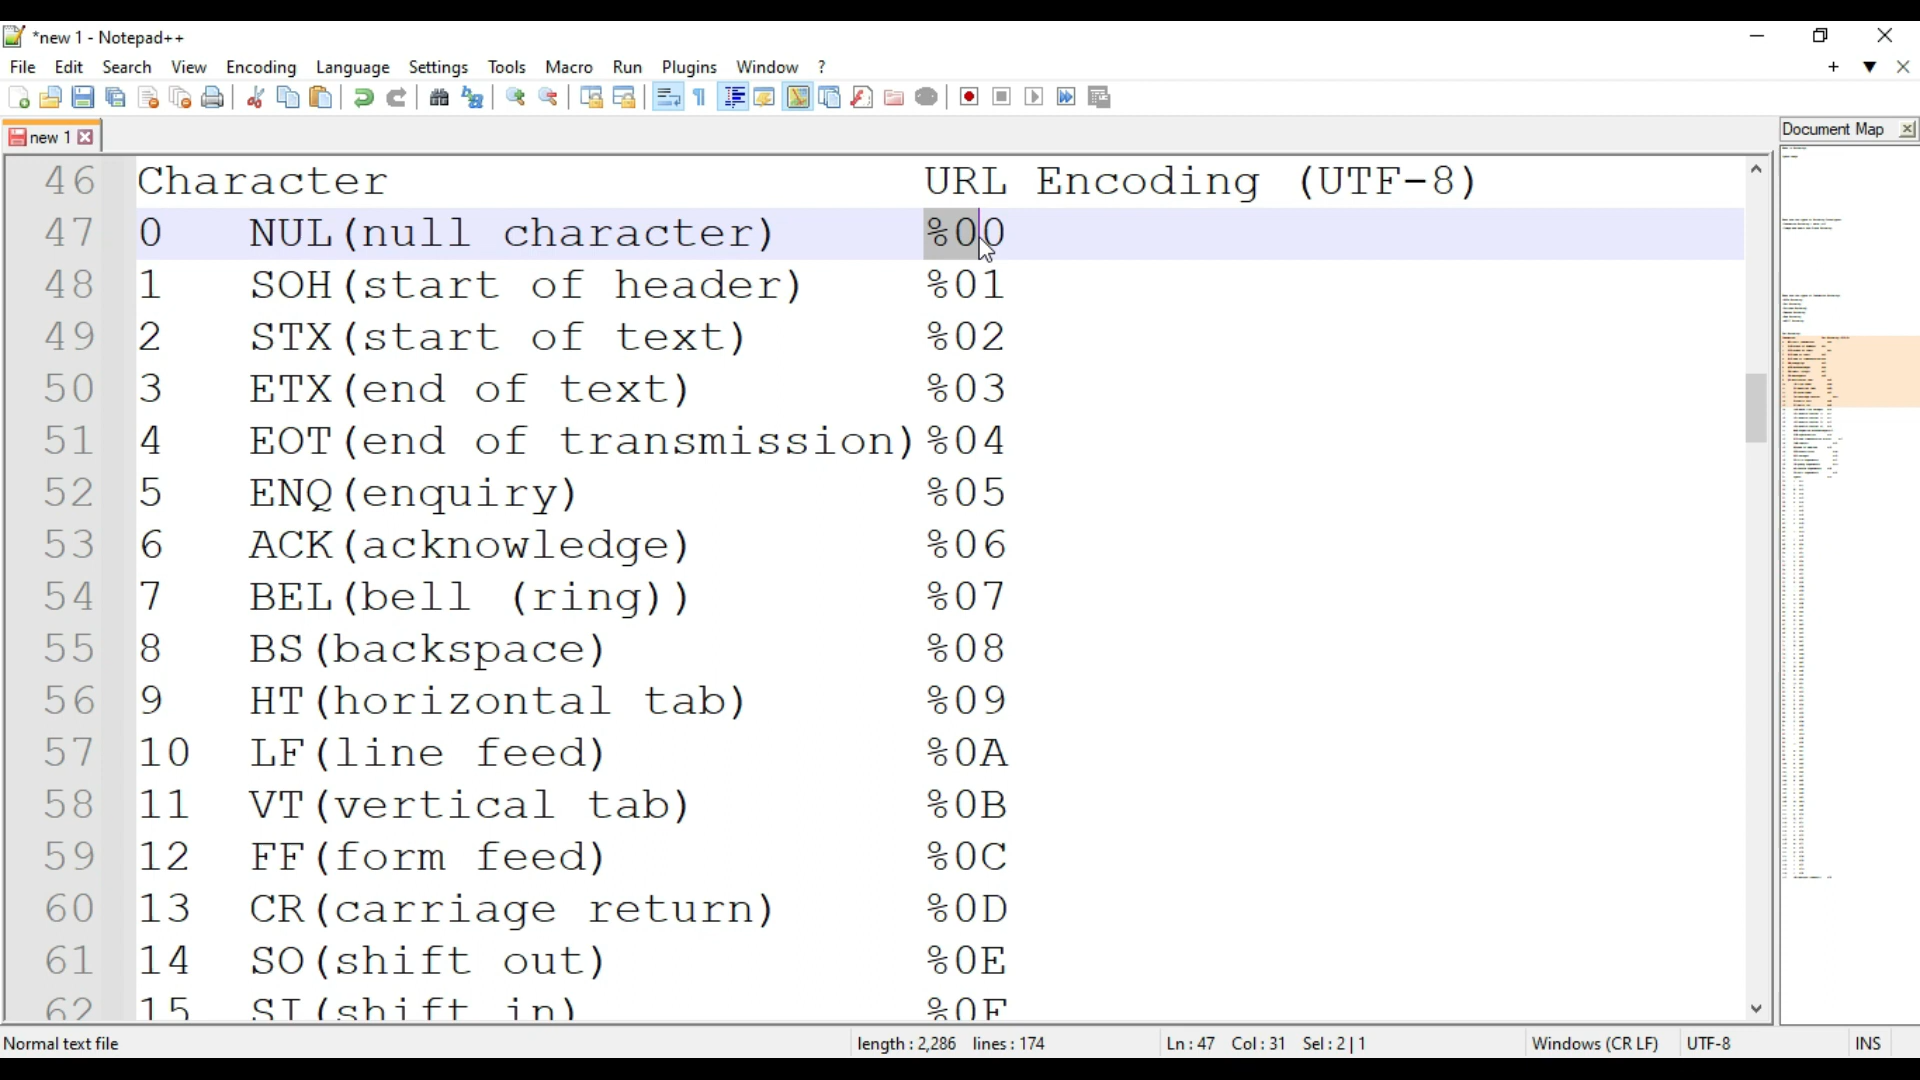 *new 1 - Notepad++
File Edit Search View Encoding Language Settings Tools Macro Run Plugins Window ?
new 1
Document Map
46 Character URL Encoding (UTF-8)
47 0 NUL(null character) %00
48 1 SOH(start of header) %01
49 2 STX(start of text) %02
50 3 ETX(end of text) %03
51 4 EOT(end of transmission) %04
52 5 ENQ(enquiry) %05
53 6 ACK(acknowledge) %06
54 7 BEL(bell (ring)) %07
55 8 BS(backspace) %08
56 9 HT(horizontal tab) %09
57 10 LF(line feed) %0A
58 11 VT(vertical tab) %0B
59 12 FF(form feed) %0C
60 13 CR(carriage return) %0D
61 14 SO(shift out) %0E
62 15 SI(shift in) %0F
Normal text file length : 2,286 lines : 174 Ln : 47 Col : 31 Sel : 2 | 1 Windows (CR LF) UTF-8 INS